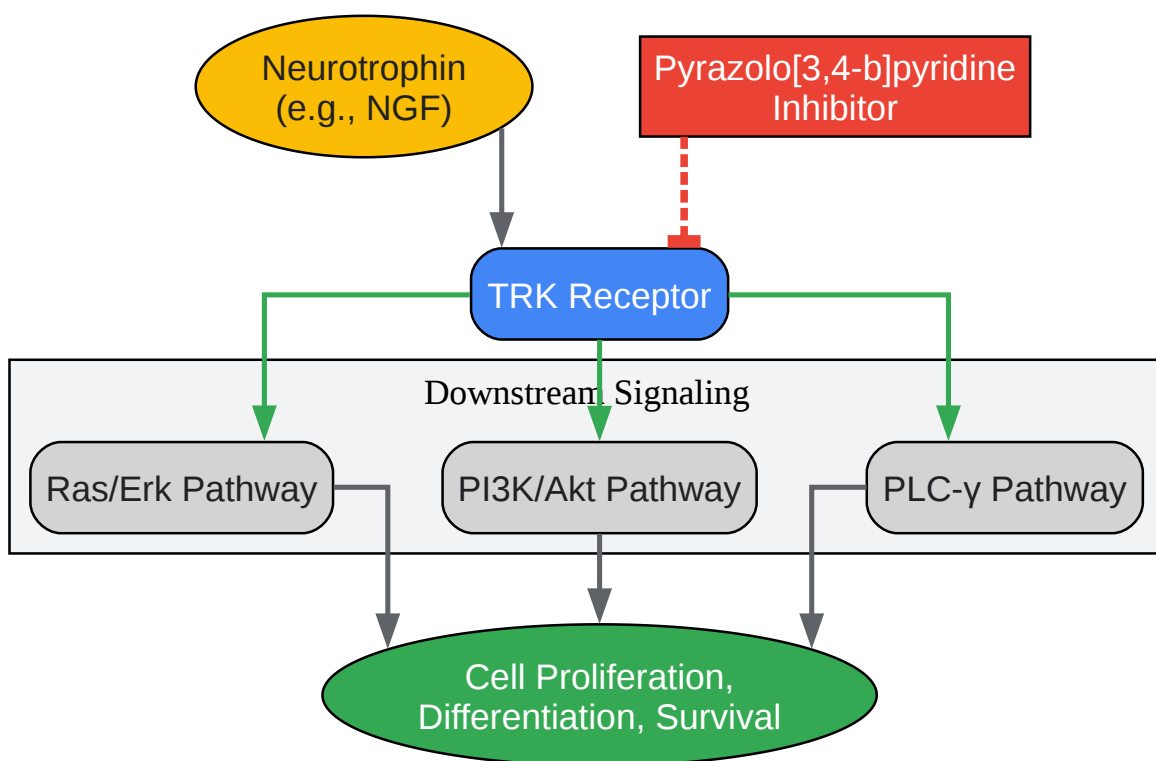 Neurotrophin
(e.g., NGF)
Pyrazolo[3,4-b]pyridine
Inhibitor
TRK Receptor
Downstream Signaling
Ras/Erk Pathway
PI3K/Akt Pathway
PLC-γ Pathway
Cell Proliferation,
Differentiation, Survival